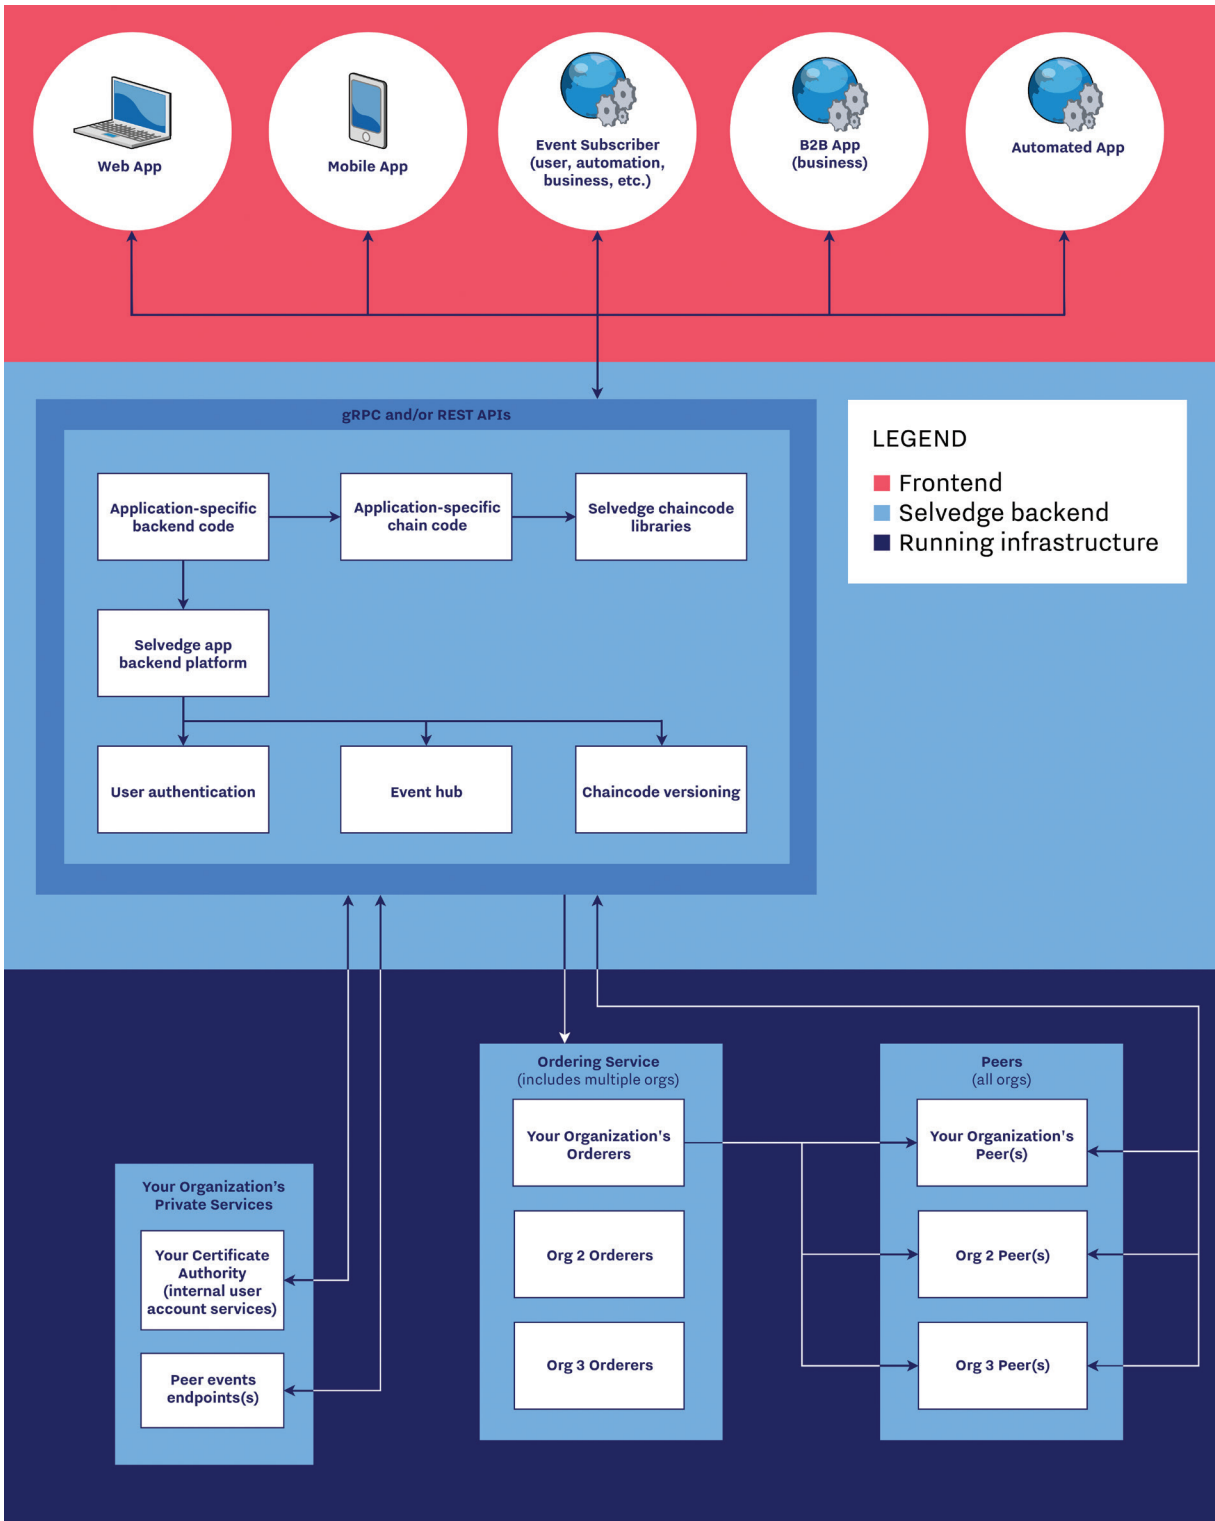 Web App
Mobile App
Event Subscriber
(user, automation,
business, etc.)
B2B App
(business)
Automated App
gRPC and/or REST APIs
LEGEND
Frontend
Selvedge backend
Running infrastructure
Application-specific
backend code
Application-specific
chain code
Selvedge chaincode
libraries
Selvedge app
backend platform
User authentication
Event hub
Chaincode versioning
Ordering Service
(includes multiple orgs)
Your Organization's
Orderers
Org 2 Orderers
Org 3 Orderers
Peers
(all orgs)
Your Organization's
Peer(s)
Org 2 Peer(s)
Org 3 Peer(s)
Your Organization’s
Private Services
Your Certificate
Authority
(internal user
account services)
Peer events
endpoints(s)